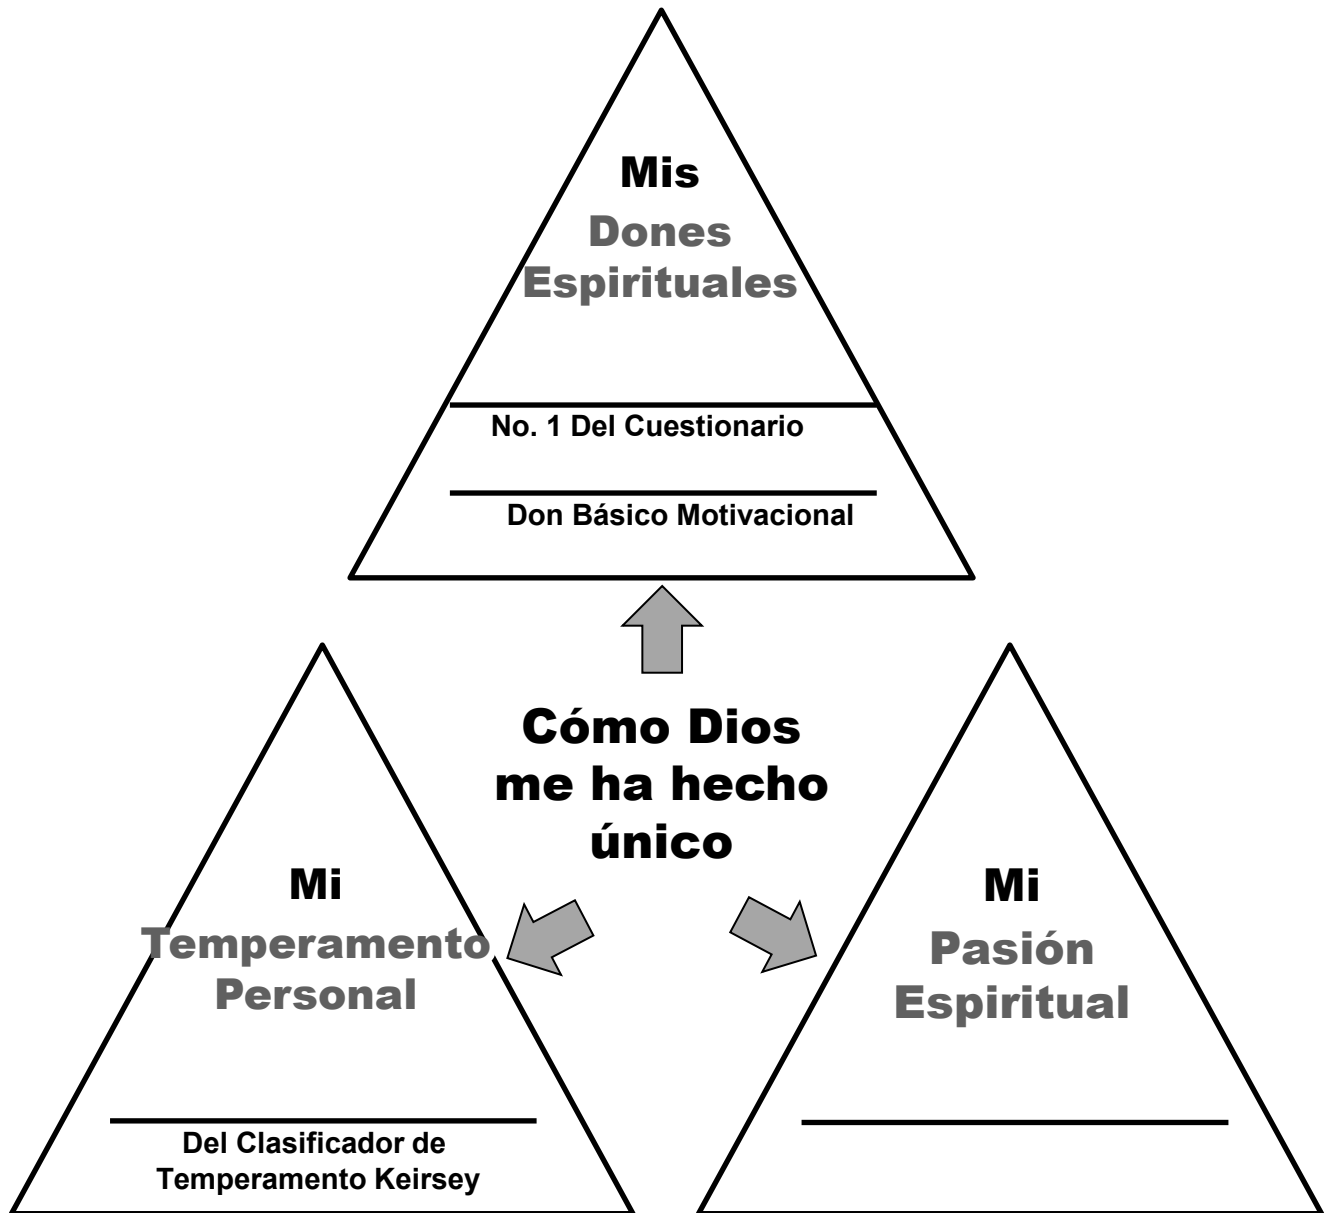 Mis
Dones
Espirituales
No. 1 Del Cuestionario
Don Básico Motivacional
Cómo Dios
me ha hecho
único
Mi
Temperamento
Personal
Del Clasificador de
Temperamento Keirsey
Mi
Pasión
Espiritual